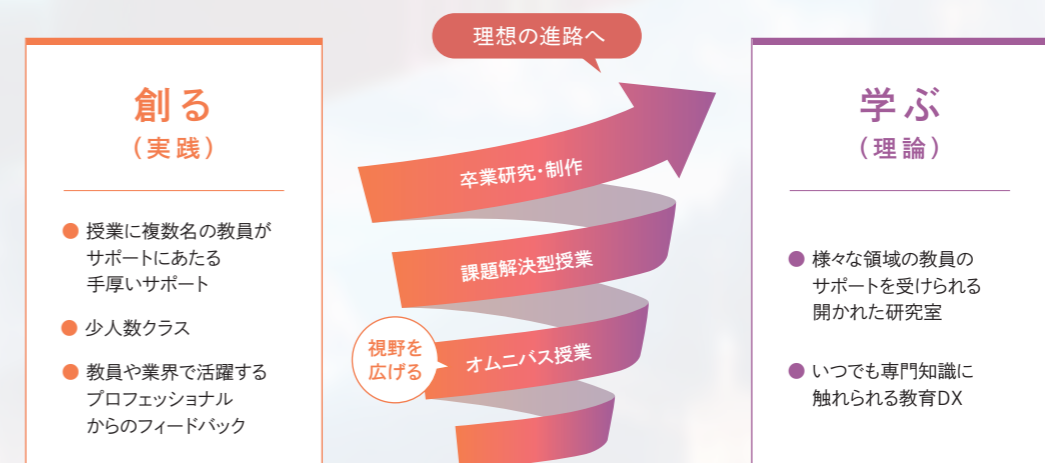 創る
（実践）
● 授業に複数名の教員が
サポートにあたる
手厚いサポート
● 少人数クラス
● 教員や業界で活躍する
プロフェッショナル
からのフィードバック
理想の進路へ
卒業研究・制作
課題解決型授業
視野を
広げる
オムニバス授業
学ぶ
（理論）
● 様々な領域の教員の
サポートを受けられる
開かれた研究室
● いつでも専門知識に
触れられる教育DX